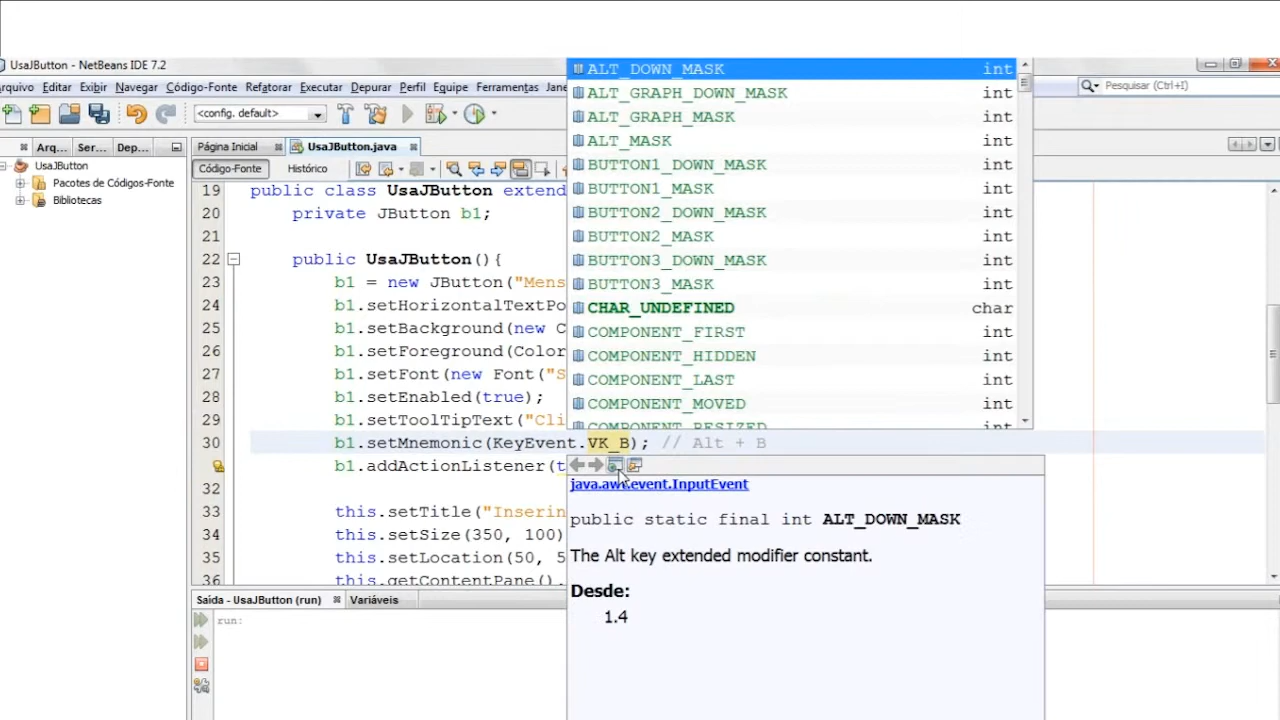 UsaJButton - NetBeans IDE 7.2
rquivo Editar Exibir Navegar Código-Fonte Refatorar Executar Depurar Perfil Equipe Ferramentas Jane
Pesquisar (Ctrl+I)
<config. default>
Arq... Ser... Dep...
Página Inicial UsaJButton.java
UsaJButton
Pacotes de Códigos-Fonte
Bibliotecas
Código-Fonte Histórico
19 public class UsaJButton extend
20 private JButton b1;
21
22 public UsaJButton(){
23 b1 = new JButton("Mens
24 b1.setHorizontalTextPo
25 b1.setBackground(new C
26 b1.setForeground(Color
27 b1.setFont(new Font("S
28 b1.setEnabled(true);
29 b1.setToolTipText("Cli
30 b1.setMnemonic(KeyEvent.VK_B); // Alt + B
b1.addActionListener(t
32
33 this.setTitle("Inserin
34 this.setSize(350, 100)
35 this.setLocation(50, 5
36 this.getContentPane().
ALT_DOWN_MASK int
ALT_GRAPH_DOWN_MASK int
ALT_GRAPH_MASK int
ALT_MASK int
BUTTON1_DOWN_MASK int
BUTTON1_MASK int
BUTTON2_DOWN_MASK int
BUTTON2_MASK int
BUTTON3_DOWN_MASK int
BUTTON3_MASK int
CHAR_UNDEFINED char
COMPONENT_FIRST int
COMPONENT_HIDDEN int
COMPONENT_LAST int
COMPONENT_MOVED int
COMPONENT_RESIZED int
java.awt.event.InputEvent
public static final int ALT_DOWN_MASK
The Alt key extended modifier constant.
Desde:
1.4
Saída - UsaJButton (run) Variáveis
run: